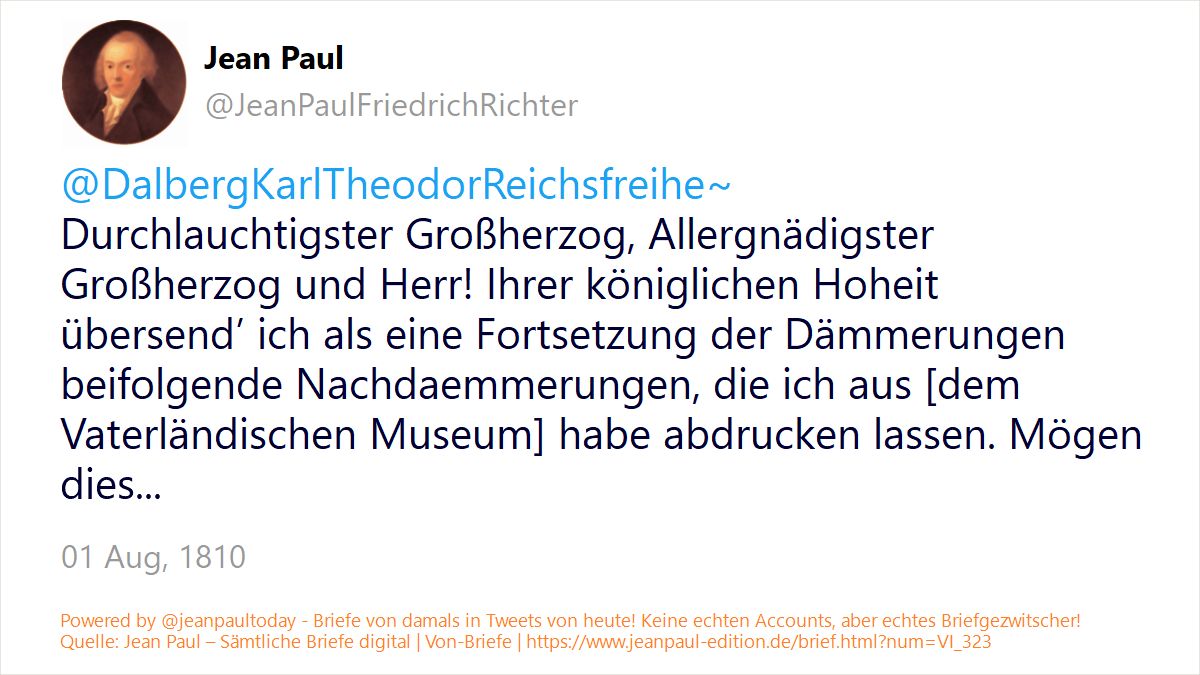 Jean Paul
@JeanPaulFriedrichRichter
@DalbergKarlTheodorReichsfreihe~
Durchlauchtigster Großherzog, Allergnädigster
Großherzog und Herr! Ihrer königlichen Hoheit
übersend’ ich als eine Fortsetzung der Dämmerungen
beifolgende Nachdaemmerungen, die ich aus [dem
Vaterländischen Museum] habe abdrucken lassen. Mögen
dies...
01 Aug, 1810
Powered by @jeanpaultoday - Briefe von damals in Tweets von heute! Keine echten Accounts, aber echtes Briefgezwitscher!
Quelle: Jean Paul – Sämtliche Briefe digital | Von-Briefe | https://www.jeanpaul-edition.de/brief.html?num=VI_323